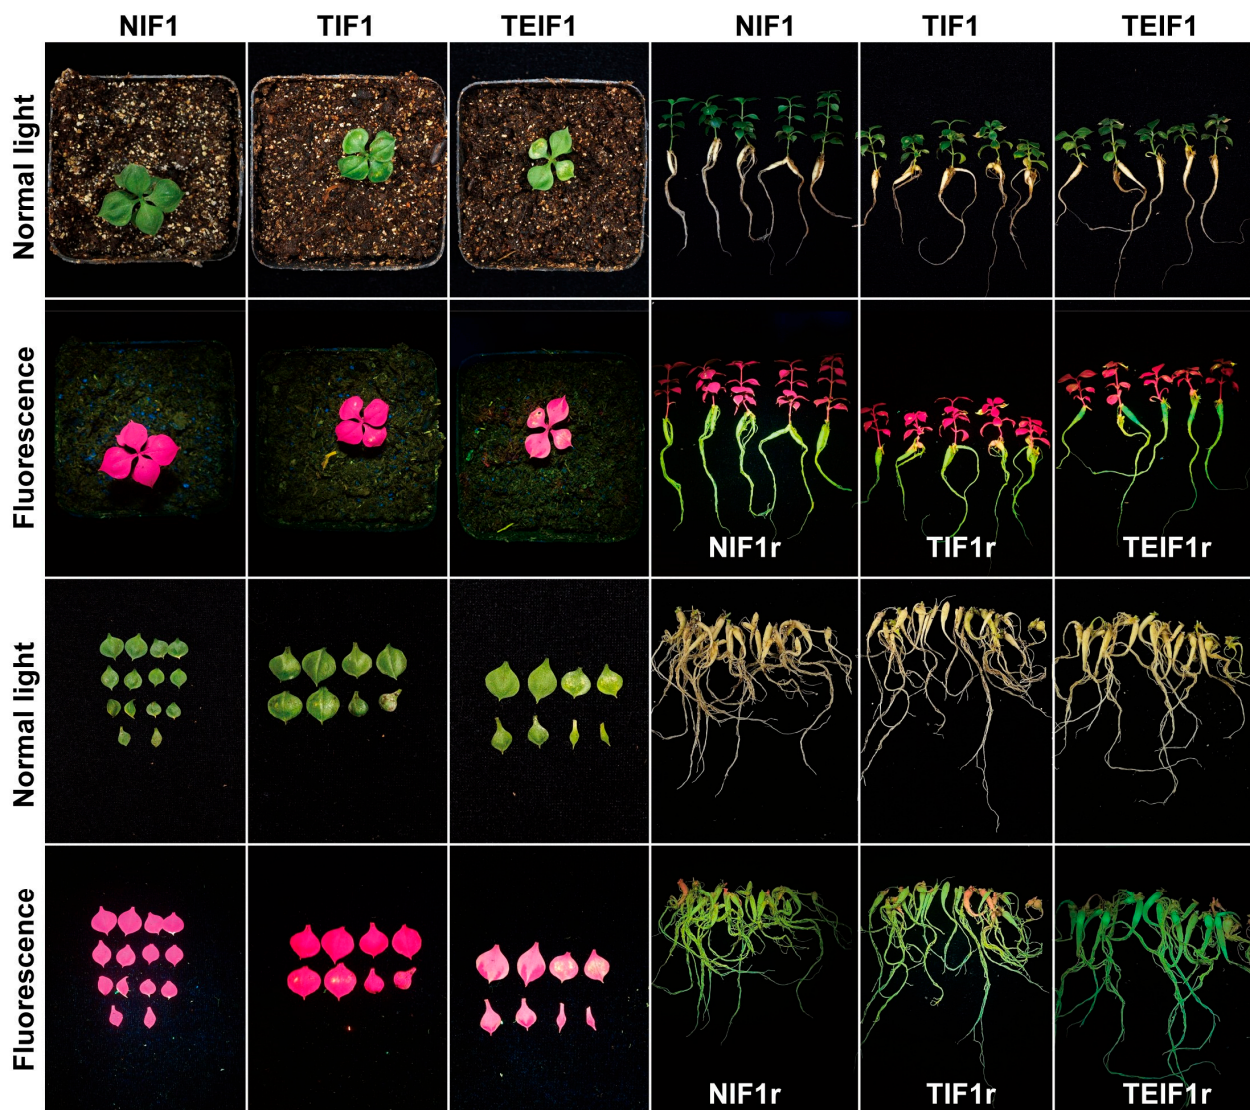 NIF1 TIF1 TEIF1 NIF1 TIF1 TEIF1
Normal light
Fluorescence
NIF1r TIF1r TEIF1r
Normal light
Fluorescence
NIF1r TIF1r TEIF1r